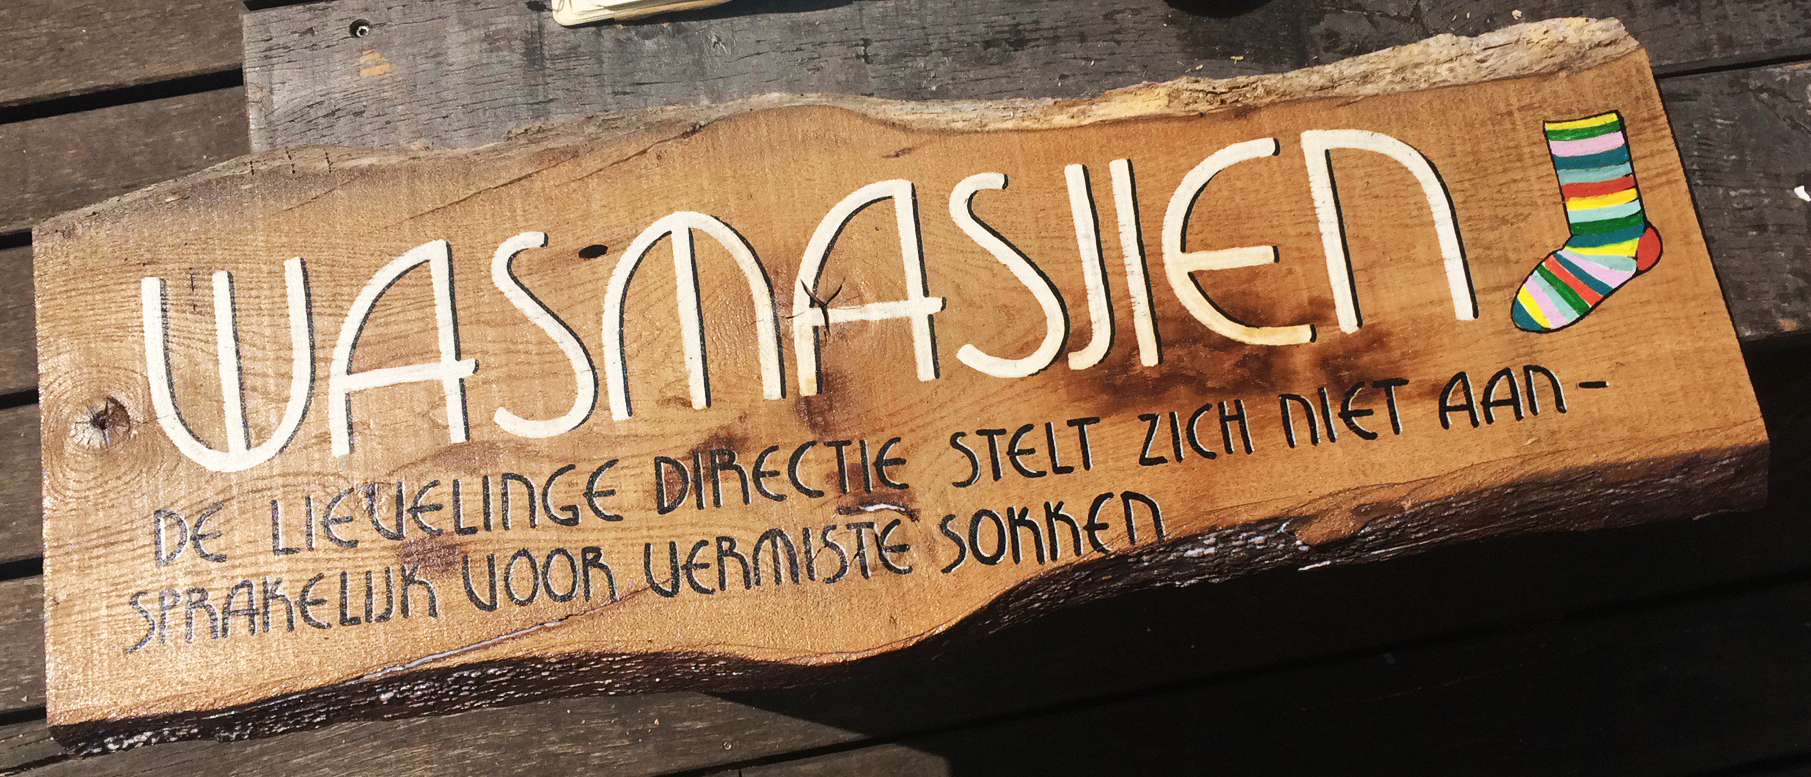 WASMASJIEN
DE LIEVELINGE DIRECTIE STELT ZICH NIET AAN-
SPRAKELIJK VOOR VERMISTE SOKKEN